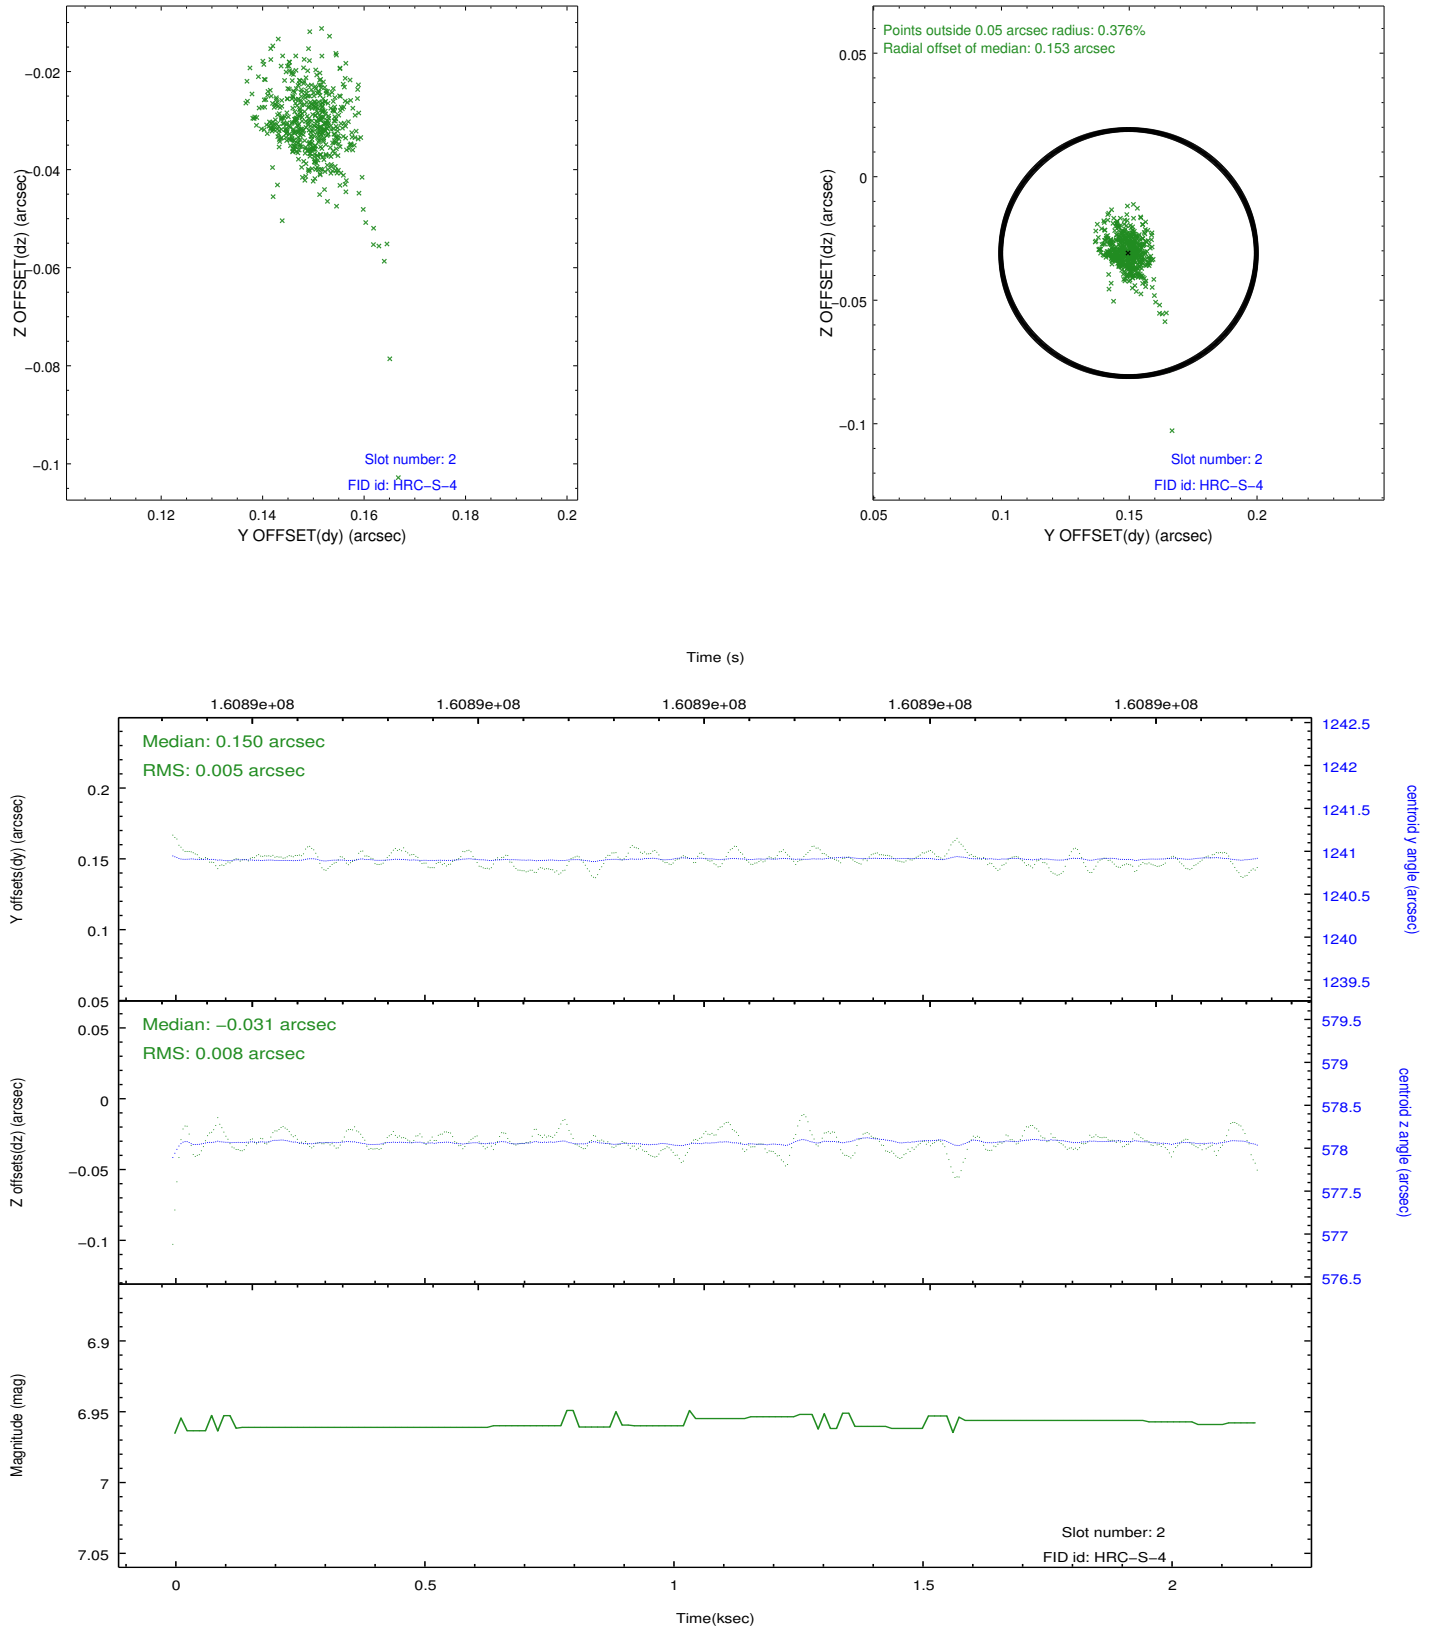 −0.02
−0.04
−0.06
−0.08
−0.1
Z OFFSET(dz) (arcsec)
Slot number: 2
FID id: HRC−S−4
0.12
0.14
0.16
0.18
0.2
Y OFFSET(dy) (arcsec)
Points outside 0.05 arcsec radius: 0.376%
Radial offset of median: 0.153 arcsec
0.05
0
−0.05
−0.1
Z OFFSET(dz) (arcsec)
Slot number: 2
FID id: HRC−S−4
0.05
0.1
0.15
0.2
Y OFFSET(dy) (arcsec)
Time (s)
1.6089e+08
1.6089e+08
1.6089e+08
1.6089e+08
1.6089e+08
Median: 0.150 arcsec
RMS: 0.005 arcsec
0.2
0.15
0.1
0.05
Y offsets(dy) (arcsec)
1242.5
1242
1241.5
1241
1240.5
1240
1239.5
centroid y angle (arcsec)
Median: −0.031 arcsec
RMS: 0.008 arcsec
0.05
0
−0.05
−0.1
Z offsets(dz) (arcsec)
579.5
579
578.5
578
577.5
577
576.5
centroid z angle (arcsec)
6.9
6.95
7
7.05
Magnitude (mag)
Slot number: 2
FID id: HRC−S−4
0
0.5
1
1.5
2
Time(ksec)